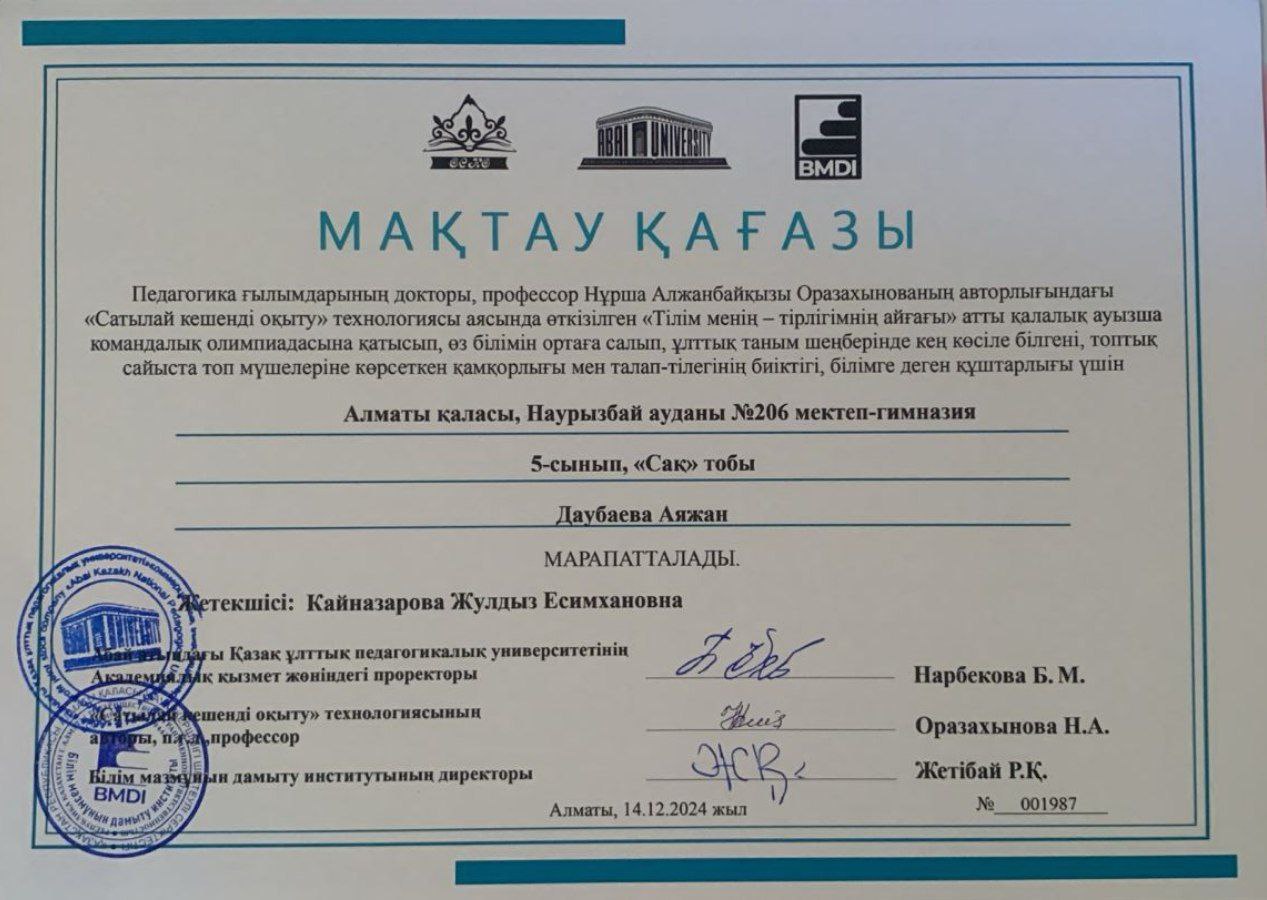 ABAI UNIVERSITY
BMDI
МАҚТАУ ҚАҒАЗЫ
Педагогика ғылымдарының докторы, профессор Нұрша Алжанбайқызы Оразахынованың авторлығындағы
«Сатылай кешенді оқыту» технологиясы аясында өткізілген «Тілім менің – тірлігімнің айғағы» атты қалалық ауызша
командалық олимпиадасына қатысып, өз білімін ортаға салып, ұлттық таным шеңберінде кең көсіле білгені, топтық
сайыста топ мүшелеріне көрсеткен қамқорлығы мен талап-тілегінің биіктігі, білімге деген құштарлығы үшін
Алматы қаласы, Наурызбай ауданы №206 мектеп-гимназия
5-сынып, «Сақ» тобы
Даубаева Аяжан
МАРАПАТТАЛАДЫ.
Жетекшісі: Кайназарова Жулдыз Есимхановна
Абай атындағы Қазақ ұлттық педагогикалық университетінің
Академиялық қызмет жөніндегі проректоры
Нарбекова Б. М.
«Сатылай кешенді оқыту» технологиясының
авторы, п.ғ.д.,профессор
Оразахынова Н.А.
Білім мазмұнын дамыту институтының директоры
Жетібай Р.Қ.
Алматы, 14.12.2024 жыл
№ 001987
BMDI
Білім мазмұнын дамыту институты